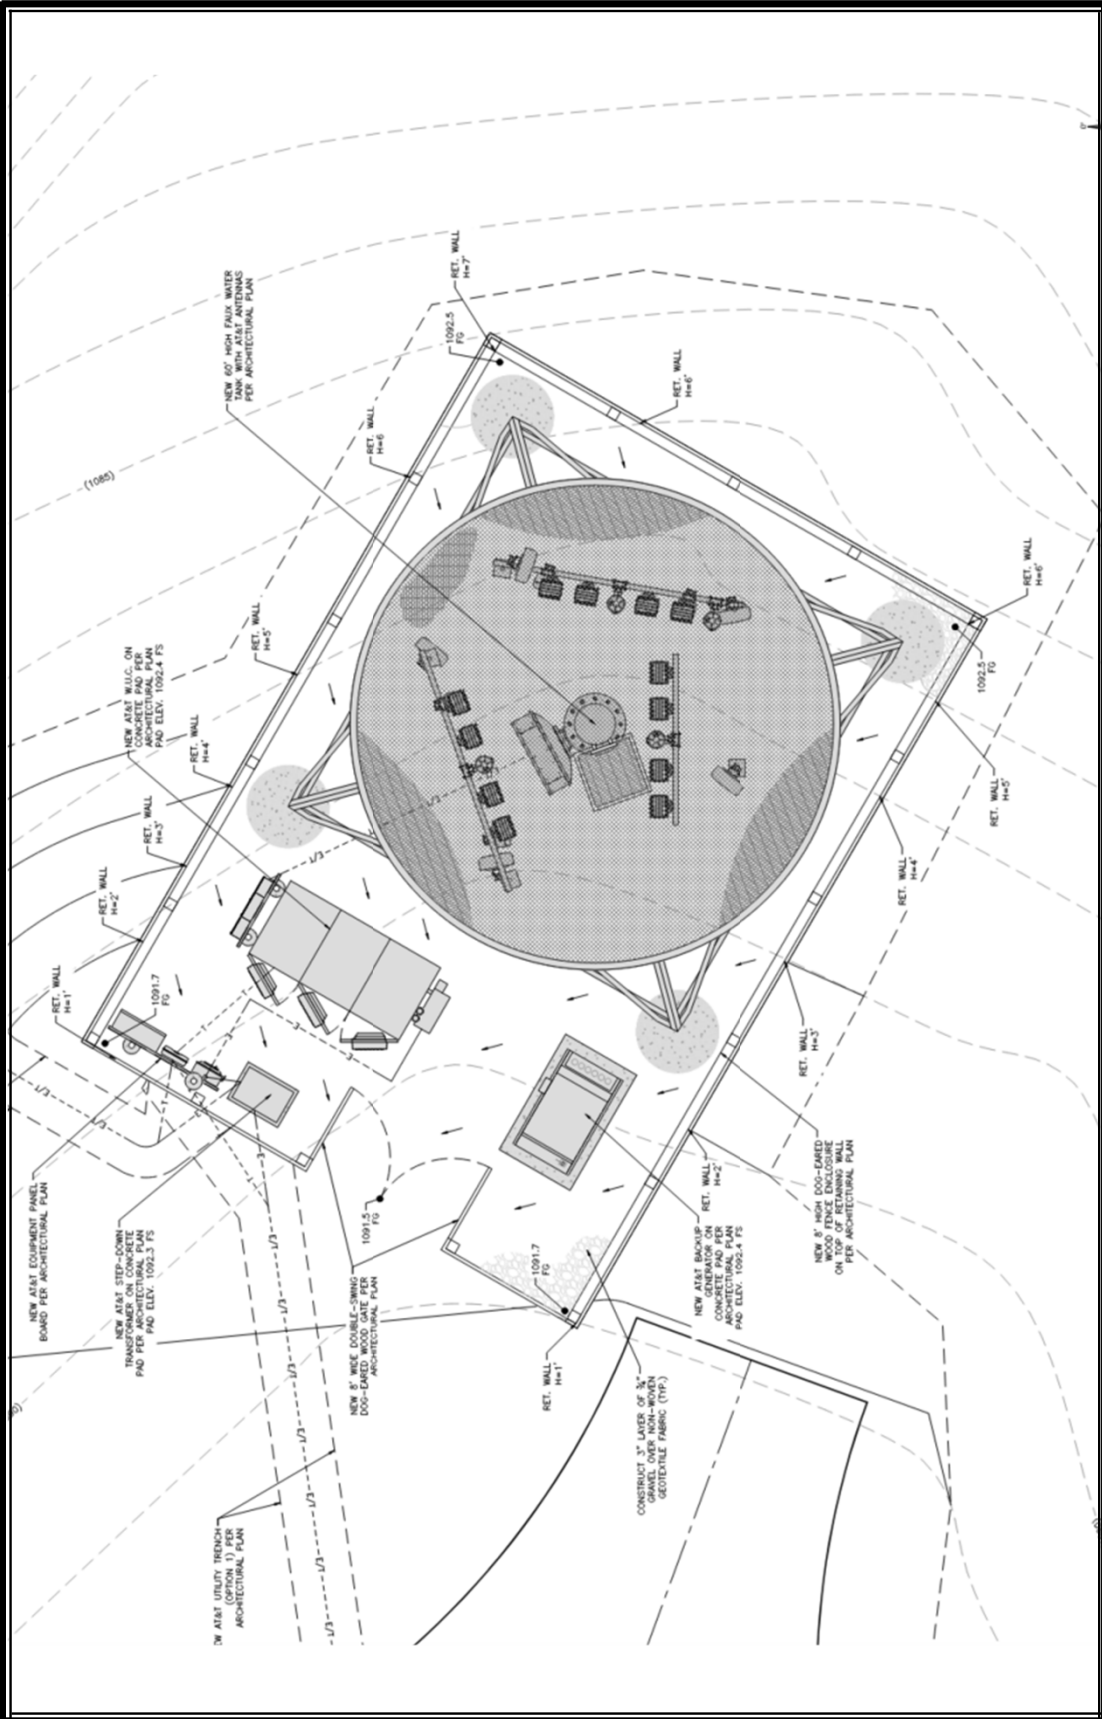 (1085)
NEW 60' HIGH FAUX WATER
TANK WITH AT&T ANTENNAS
PER ARCHITECTURAL PLAN
RET. WALL
H=7'
1092.5
FG
RET. WALL
H=6
RET. WALL
H=6'
RET. WALL
H=6'
1092.5
FG
RET. WALL
H=5'
NEW AT&T W.U.C. ON
CONCRETE PAD PER
ARCHITECTURAL PLAN
PAD ELEV. 1092.4 FS
RET. WALL
H=4'
RET. WALL
H=3'
RET. WALL
H=2'
RET. WALL
H=1'
1091.7
FG
RET. WALL
H=5'
RET. WALL
H=4'
RET. WALL
H=3'
RET. WALL
H=2'
NEW 8' HIGH DOG-EARED
WOOD FENCE ENCLOSURE
ON TOP OF RETAINING WALL
PER ARCHITECTURAL PLAN
NEW AT&T BACKUP
GENERATOR ON
CONCRETE PAD PER
ARCHITECTURAL PLAN
PAD ELEV. 1092.4 FS
NEW AT&T EQUIPMENT PANEL
BOARD PER ARCHITECTURAL PLAN
NEW AT&T STEP-DOWN
TRANSFORMER ON CONCRETE
PAD PER ARCHITECTURAL PLAN
PAD ELEV. 1092.3 FS
1091.5
FG
NEW 8' WIDE DOUBLE-SWING
DOG-EARED WOOD GATE PER
ARCHITECTURAL PLAN
1091.7
FG
RET. WALL
H=1'
CONSTRUCT 3" LAYER OF ¾"
GRAVEL OVER NON-WOVEN
GEOTEXTILE FABRIC (TYP.)
AT&T UTILITY TRENCH
(OPTION 1) PER
ARCHITECTURAL PLAN